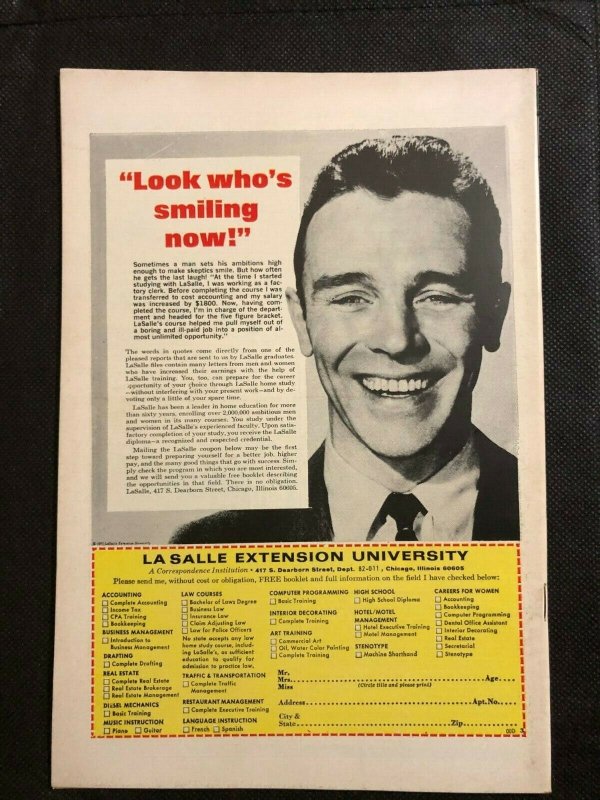 “Look who’s
smiling
now!”
Sometimes a man sets his ambitions high
enough to make skeptics smile. But how often
he gets the last laugh! “At the time I started
studying with LaSalle, I was working as a fac-
tory clerk. Before completing the course I was
transferred to cost accounting and my salary
was increased by $1800. Now, having com-
pleted the course, I’m in charge of the depart-
ment and headed for the five figure bracket.
LaSalle’s course helped me pull myself out of
a boring and ill-paid job into a position of al-
most unlimited opportunity.”
The words in quotes come directly from one of the
pleased reports that are sent to us by LaSalle graduates.
LaSalle files contain many letters from men and women
who have increased their earnings with the help of
LaSalle training. You, too, can prepare for the career
opportunity of your choice through LaSalle home study
—without interfering with your present work—and by de-
voting only a little of your spare time.
LaSalle has been a leader in home education for more
than sixty years, enrolling over 2,000,000 ambitious men
and women in its many courses. You study under the
supervision of LaSalle’s experienced faculty. Upon satis-
factory completion of your study, you receive the LaSalle
diploma—a recognized and respected credential.
Mailing the LaSalle coupon below may be the first
step toward preparing yourself for a better job, higher
pay, and the many good things that go with success. Sim-
ply check the program in which you are most interested,
and we will send you a valuable free booklet describing
the opportunities in that field. There is no obligation.
LaSalle, 417 S. Dearborn Street, Chicago, Illinois 60605.
LA SALLE EXTENSION UNIVERSITY
A Correspondence Institution • 417 S. Dearborn Street, Dept. 82-011, Chicago, Illinois 60605
Please send me, without cost or obligation, FREE booklet and full information on the field I have checked below:
ACCOUNTING
Complete Accounting
Income Tax
CPA Training
Bookkeeping
BUSINESS MANAGEMENT
Introduction to
Business Management
DRAFTING
Complete Drafting
REAL ESTATE
Complete Real Estate
Real Estate Brokerage
Real Estate Management
DIESEL MECHANICS
Basic Training
MUSIC INSTRUCTION
Piano Guitar
LAW COURSES
Bachelor of Laws Degree
Business Law
Insurance Law
Claim Adjusting Law
Law for Police Officers
No state accepts any law
home study course, includ-
ing LaSalle's, as sufficient
education to qualify for
admission to practice law.
TRAFFIC & TRANSPORTATION
Complete Traffic
Management
RESTAURANT MANAGEMENT
Complete Executive Training
LANGUAGE INSTRUCTION
French Spanish
COMPUTER PROGRAMMING
Basic Training
INTERIOR DECORATING
Complete Training
ART TRAINING
Commercial Art
Oil, Water Color Painting
Complete Training
HIGH SCHOOL
High School Diploma
HOTEL/MOTEL
MANAGEMENT
Hotel Executive Training
Motel Management
STENOTYPE
Machine Shorthand
CAREERS FOR WOMEN
Accounting
Bookkeeping
Computer Programming
Dental Office Assistant
Interior Decorating
Real Estate
Secretarial
Stenotype
Mr.
Mrs.
Miss (Circle title and please print) Age
Address Apt.No.
City &
State Zip